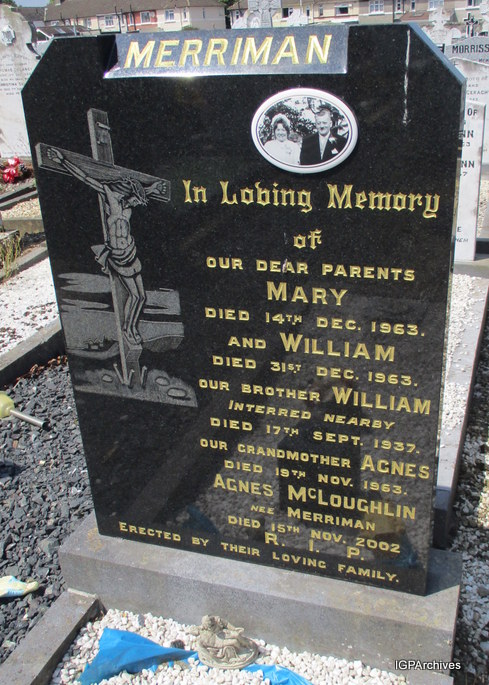 MERRIMAN
In Loving Memory
of
OUR DEAR PARENTS
MARY
DIED 14TH DEC. 1963.
AND WILLIAM
DIED 31ST DEC. 1963.
OUR BROTHER WILLIAM
INTERRED NEARBY
DIED 17TH SEPT. 1937.
OUR GRANDMOTHER AGNES
DIED 19TH NOV. 1963.
AGNES McLOUGHLIN
NEE MERRIMAN
DIED 15TH NOV. 2002
R. I. P.
ERECTED BY THEIR LOVING FAMILY.
MORRISS
IGPArchives